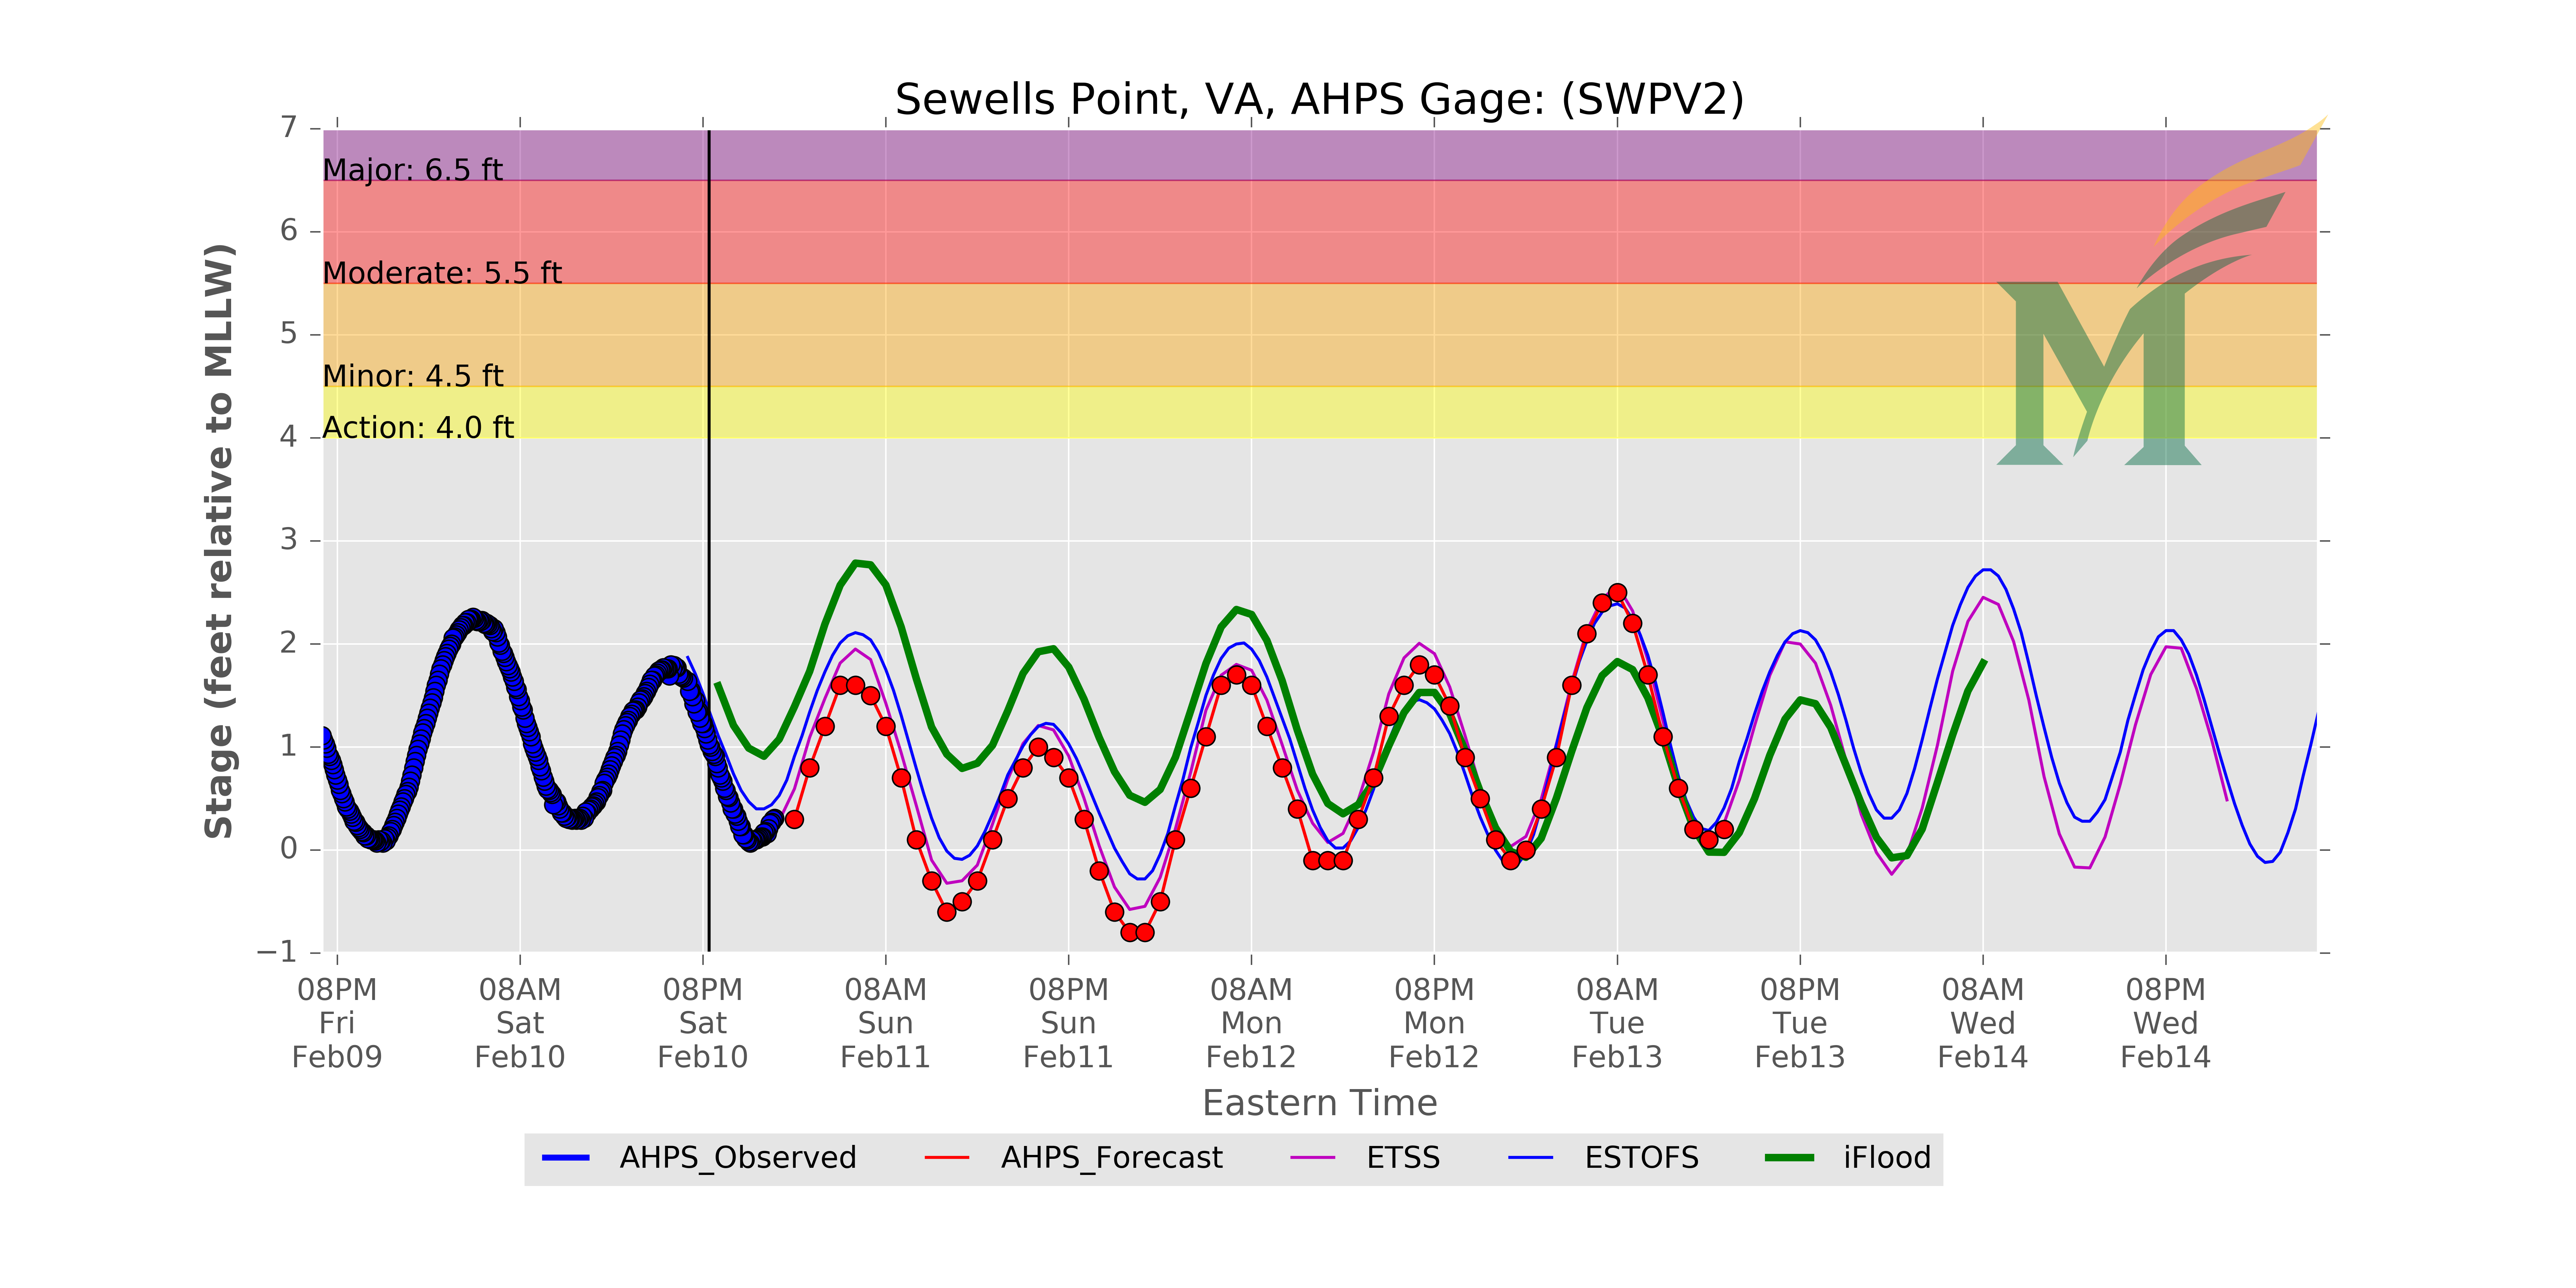 Sewells Point, VA, AHPS Gage: (SWPV2)
7
Major: 6.5 ft
6
Moderate: 5.5 ft
5
Minor: 4.5 ft
Action: 4.0 ft
4
3
2
1
0
−1
Stage (feet relative to MLLW)
08PM Fri Feb09
08AM Sat Feb10
08PM Sat Feb10
08AM Sun Feb11
08PM Sun Feb11
08AM Mon Feb12
08PM Mon Feb12
08AM Tue Feb13
08PM Tue Feb13
08AM Wed Feb14
08PM Wed Feb14
Eastern Time
AHPS_Observed AHPS_Forecast ETSS ESTOFS iFlood
M